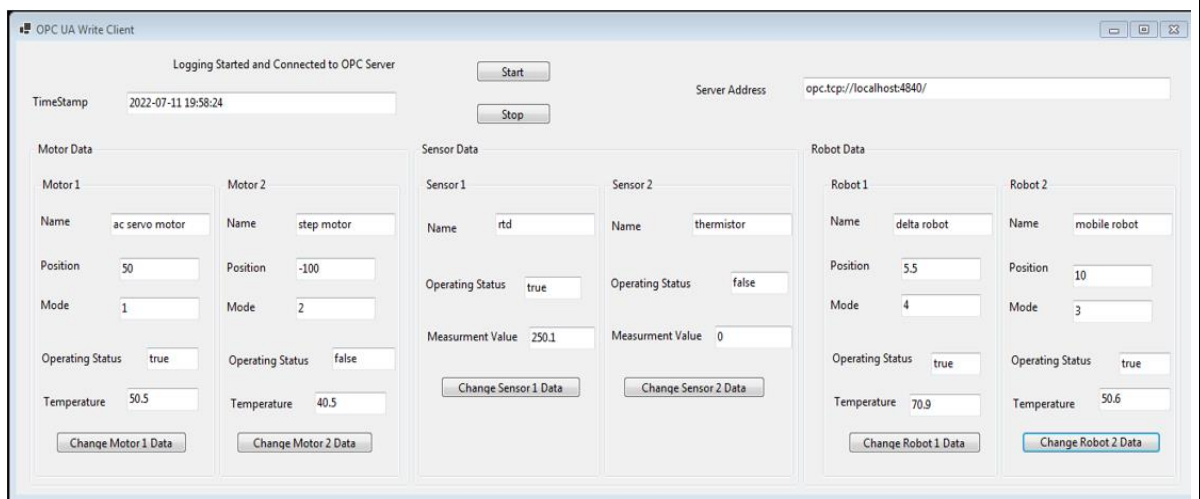 OPC UA Write Client
Logging Started and Connected to OPC Server
Start
TimeStamp 2022-07-11 19:58:24
Stop
Server Address opc.tcp://localhost:4840/
Motor Data
Motor 1
Name ac servo motor
Position 50
Mode 1
Operating Status true
Temperature 50.5
Change Motor 1 Data
Motor 2
Name step motor
Position -100
Mode 2
Operating Status false
Temperature 40.5
Change Motor 2 Data
Sensor Data
Sensor 1
Name rtd
Operating Status true
Measurment Value 250.1
Change Sensor 1 Data
Sensor 2
Name thermistor
Operating Status false
Measurment Value 0
Change Sensor 2 Data
Robot Data
Robot 1
Name delta robot
Position 5.5
Mode 4
Operating Status true
Temperature 70.9
Change Robot 1 Data
Robot 2
Name mobile robot
Position 10
Mode 3
Operating Status true
Temperature 50.6
Change Robot 2 Data